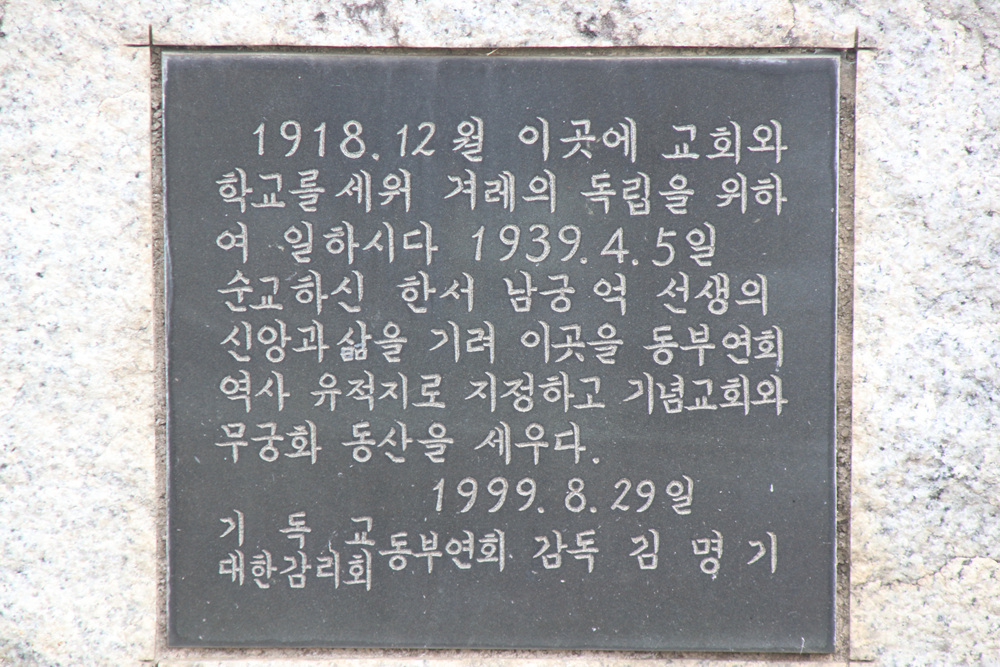 1918.12월 이곳에 교회와
학교를 세워 겨레의 독립을 위하
여 일하시다 1939.4.5일
순교하신 한서 남궁억 선생의
신앙과 삶을 기려 이곳을 동부연회
역사 유적지로 지정하고 기념교회와
무궁화 동산을 세우다.
1999.8.29일
기 독 교
대한감리회 동부연회 감독 김 명 기